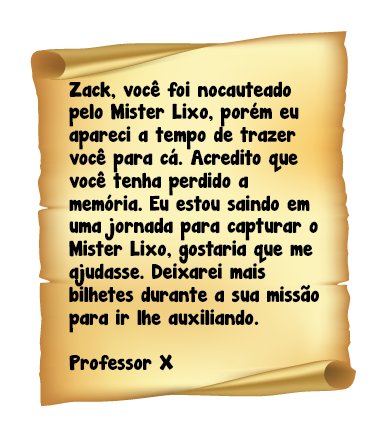 Zack, você foi nocauteado
pelo Mister Lixo, porém eu
apareci a tempo de trazer
você para cá. Acredito que
você tenha perdido a
memória. Eu estou saindo em
uma jornada para capturar o
Mister Lixo, gostaria que me
ajudasse. Deixarei mais
bilhetes durante a sua missão
para ir lhe auxiliando.
Professor X